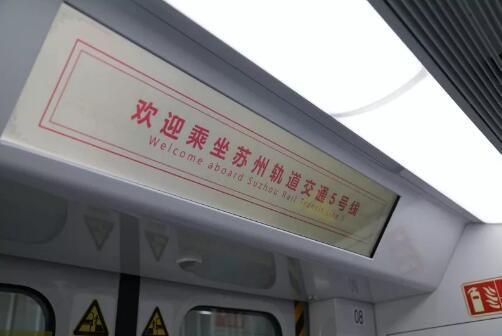 欢迎乘坐苏州轨道交通5号线
Welcome aboard Suzhou Rail Transit Line 5
08